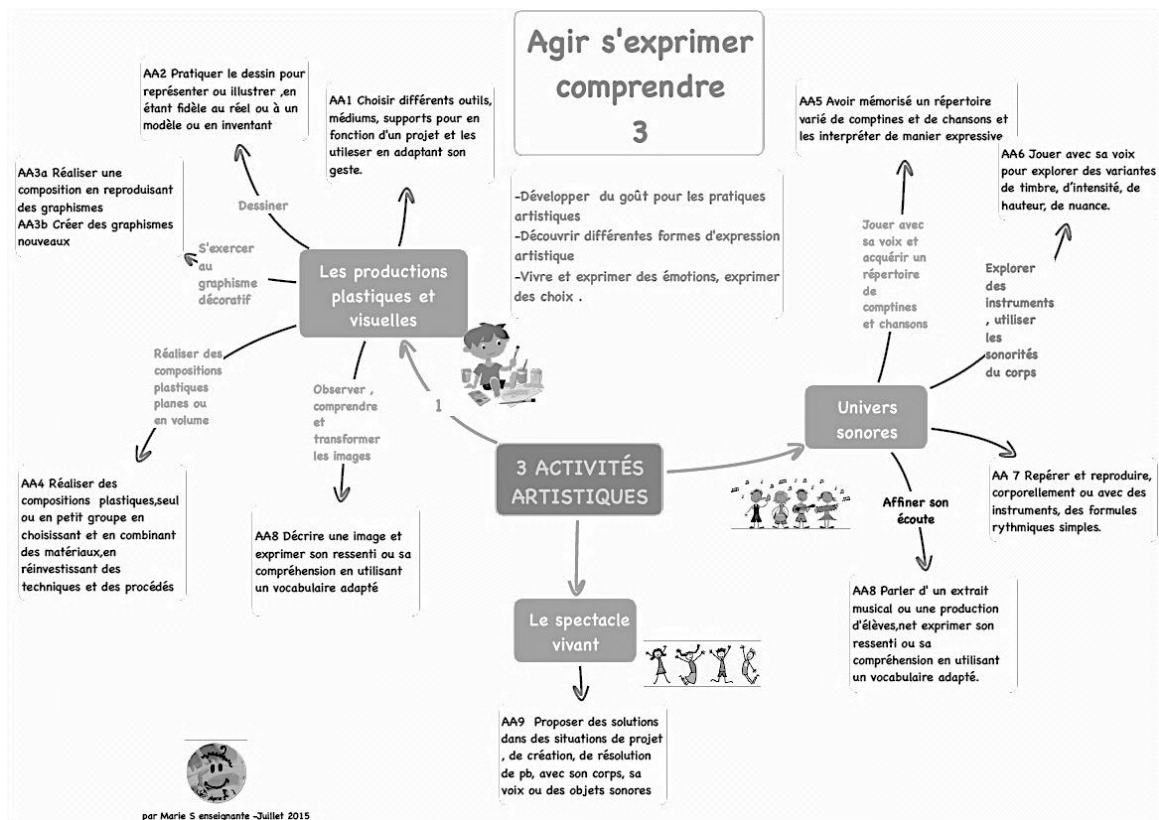 Agir s'exprimer
comprendre
3
-Développer du goût pour les pratiques
artistiques
-Découvrir différentes formes d'expression
artistique
-Vivre et exprimer des émotions, exprimer
des choix .
3 ACTIVITÉS
ARTISTIQUES
1
Les productions
plastiques et
visuelles
AA1 Choisir différents outils,
médiums, supports pour en
fonction d'un projet et les
utileser en adaptant son
geste.
Dessiner
AA2 Pratiquer le dessin pour
représenter ou illustrer ,en
étant fidèle au réel ou à un
modèle ou en inventant
S'exercer
au
graphisme
décoratif
AA3a Réaliser une
composition en reproduisant
des graphismes
AA3b Créer des graphismes
nouveaux
Réaliser des
compositions
plastiques
planes ou
en volume
AA4 Réaliser des
compositions plastiques,seul
ou en petit groupe en
choisissant et en combinant
des matériaux,en
réinvestissant des
techniques et des procédés
Observer ,
comprendre
et
transformer
les images
AA8 Décrire une image et
exprimer son ressenti ou sa
compréhension en utilisant
un vocabulaire adapté
Univers
sonores
Jouer avec
sa voix et
acquérir un
répertoire
de
comptines
et chansons
AA5 Avoir mémorisé un répertoire
varié de comptines et de chansons et
les interpréter de manier expressive
Explorer
des
instruments
, utiliser
les
sonorités
du corps
AA6 Jouer avec sa voix
pour explorer des variantes
de timbre, d'intensité, de
hauteur, de nuance.
AA 7 Repérer et reproduire,
corporellement ou avec des
instruments, des formules
rythmiques simples.
Affiner son
écoute
AA8 Parler d' un extrait
musical ou une production
d'élèves,net exprimer son
ressenti ou sa
compréhension en utilisant
un vocabulaire adapté.
Le spectacle
vivant
AA9 Proposer des solutions
dans des situations de projet
, de création, de résolution
de pb, avec son corps, sa
voix ou des objets sonores
par Marie S enseignante -Juillet 2015